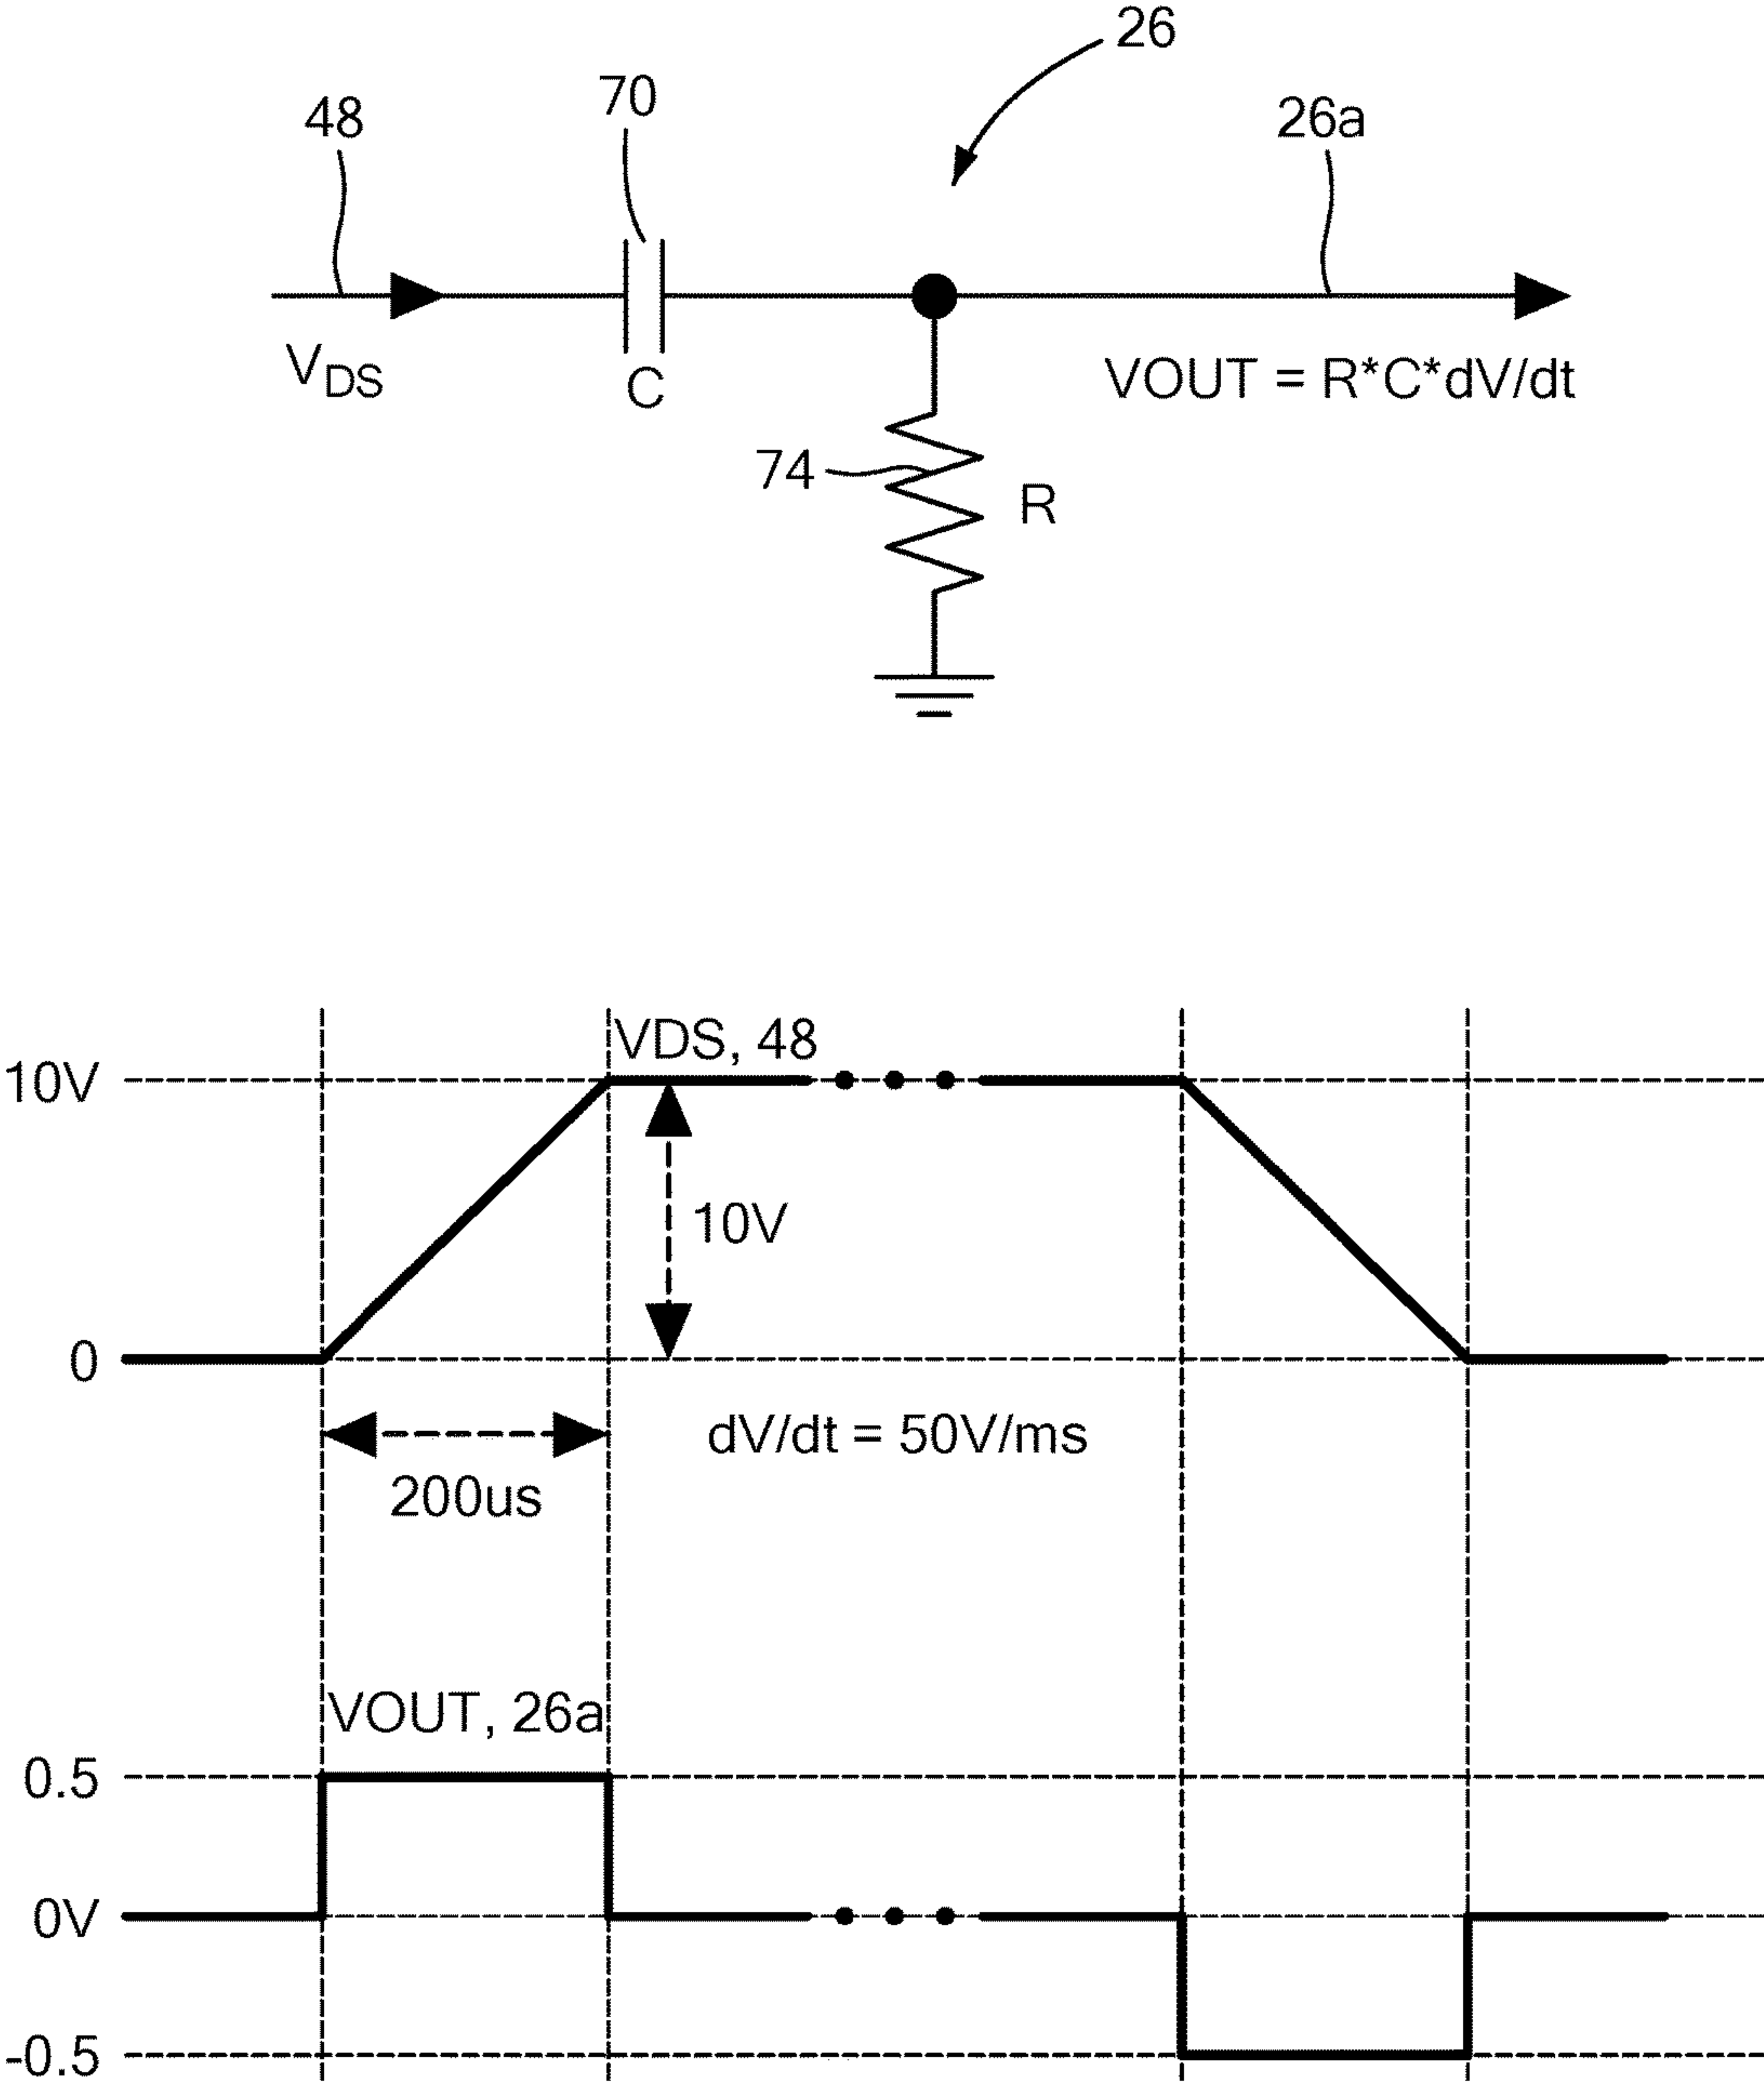 26
70
48
26a
V_DS
C
VOUT = R*C*dV/dt
74
R
VDS, 48
10V
10V
0
dV/dt = 50V/ms
200us
VOUT, 26a
0.5
0V
-0.5